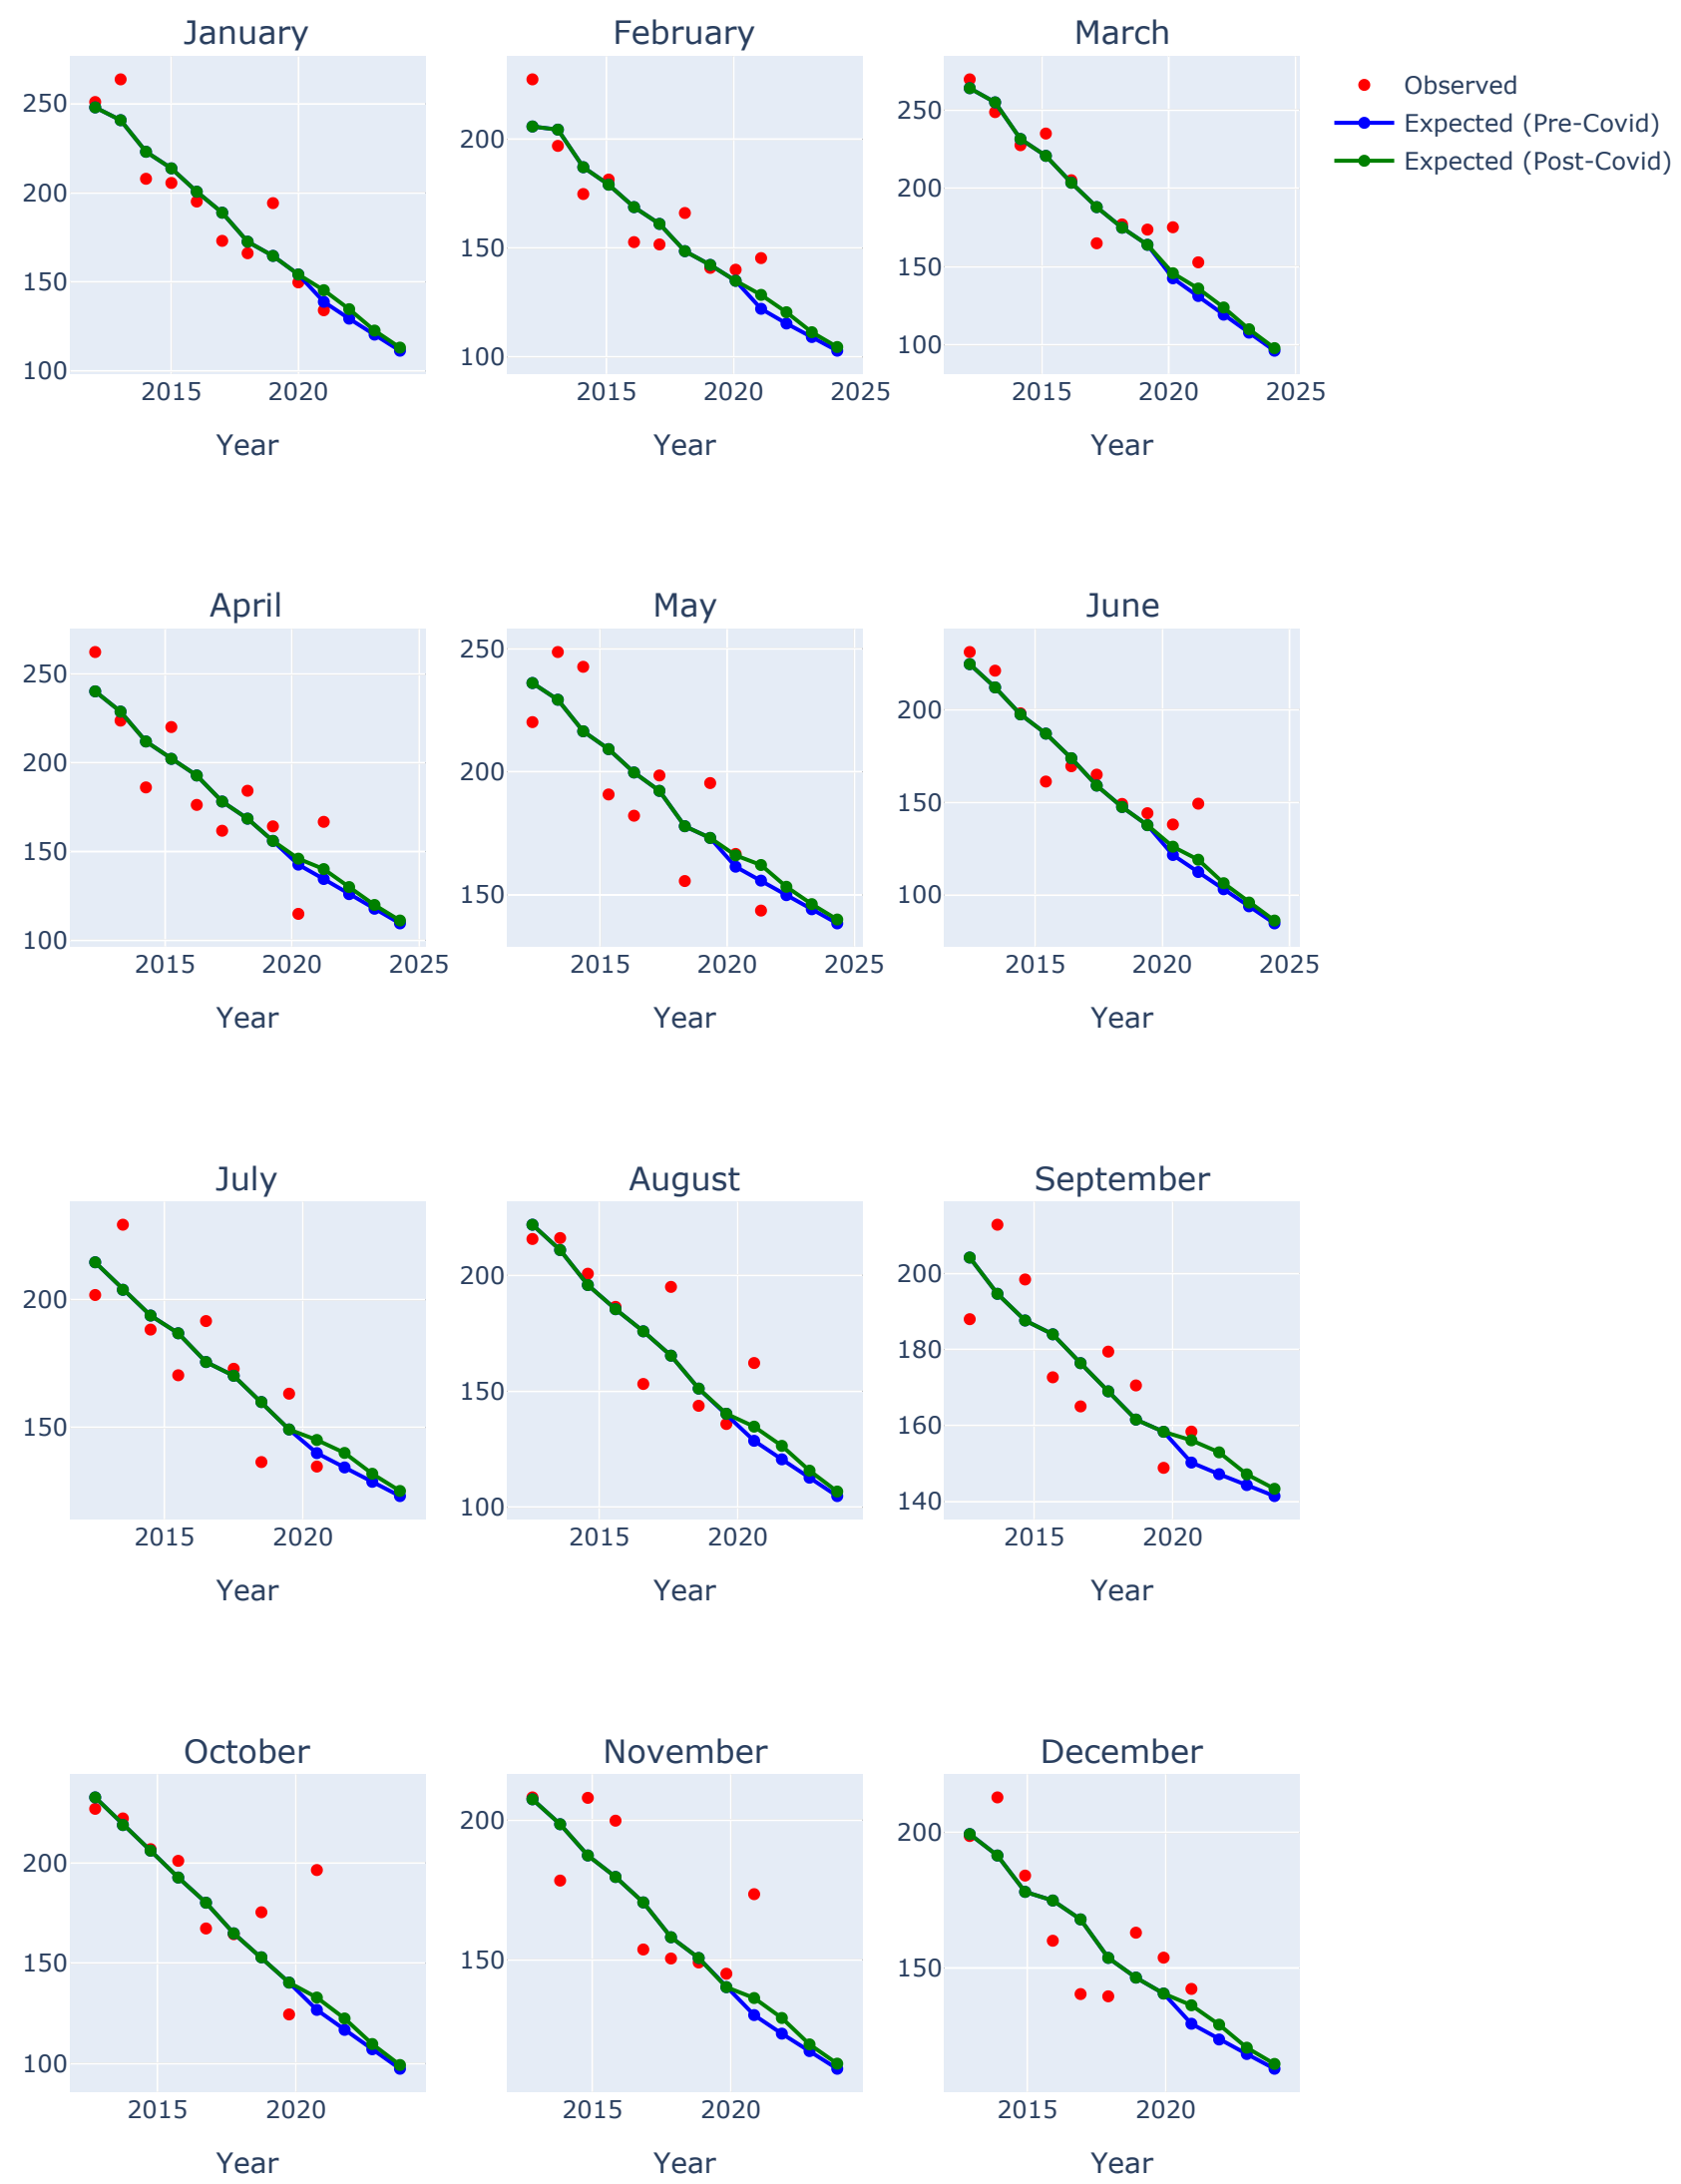 January
February
March
Observed
Expected (Pre-Covid)
Expected (Post-Covid)
250
200
150
100
2015
2020
Year
200
150
100
2015
2020
2025
Year
250
200
150
100
2015
2020
2025
Year
April
May
June
250
200
150
100
2015
2020
2025
Year
250
200
150
2015
2020
2025
Year
200
150
100
2015
2020
2025
Year
July
August
September
200
150
2015
2020
Year
200
150
100
2015
2020
Year
200
180
160
140
2015
2020
Year
October
November
December
200
150
100
2015
2020
Year
200
150
2015
2020
Year
200
150
2015
2020
Year